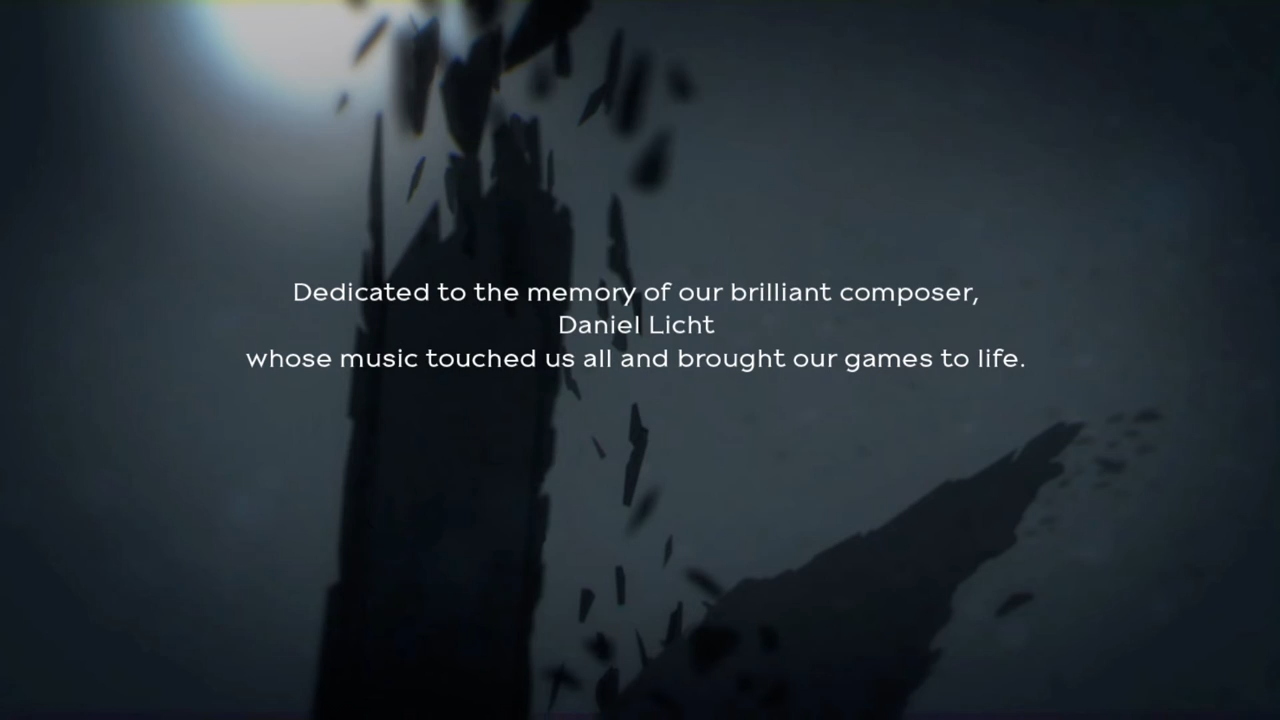 Dedicated to the memory of our brilliant composer,
Daniel Licht
whose music touched us all and brought our games to life.